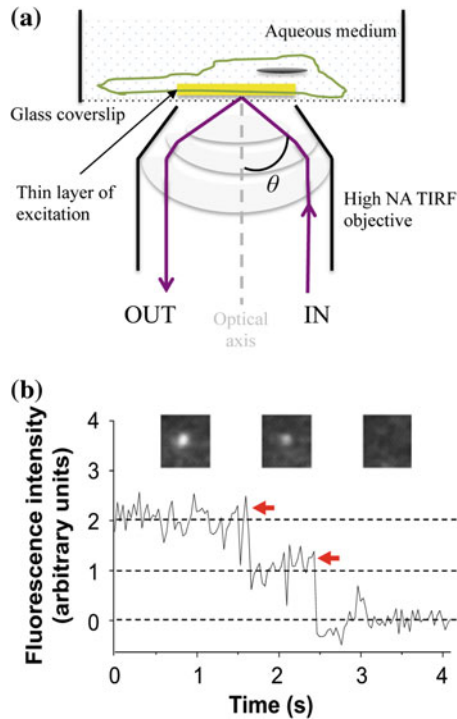 (a)
Aqueous medium
Glass coverslip
Thin layer of
excitation
θ
High NA TIRF
objective
OUT
Optical
axis
IN
(b)
Fluorescence intensity
(arbitrary units)
4
3
2
1
0
0
1
2
3
4
Time (s)